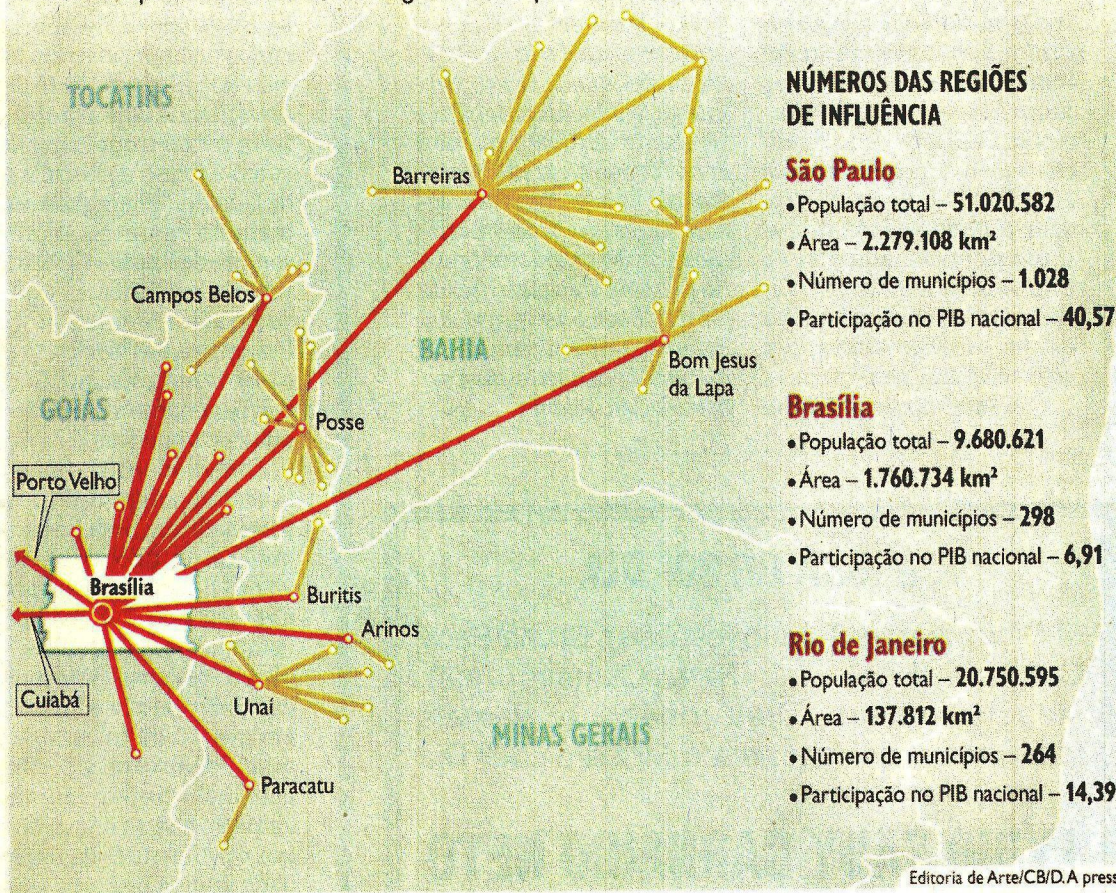 TOCATINS
Barreiras
Campos Belos
BAHIA
Bom Jesus
da Lapa
GOIÁS
Posse
Porto Velho
Brasília
Buritis
Arinos
Cuiabá
Unaí
MINAS GERAIS
Paracatu
NÚMEROS DAS REGIÕES
DE INFLUÊNCIA
São Paulo
• População total – 51.020.582
• Área – 2.279.108 km²
• Número de municípios – 1.028
• Participação no PIB nacional – 40,57
Brasília
• População total – 9.680.621
• Área – 1.760.734 km²
• Número de municípios – 298
• Participação no PIB nacional – 6,91
Rio de Janeiro
• População total – 20.750.595
• Área – 137.812 km²
• Número de municípios – 264
• Participação no PIB nacional – 14,39
Editoria de Arte/CB/D.A press